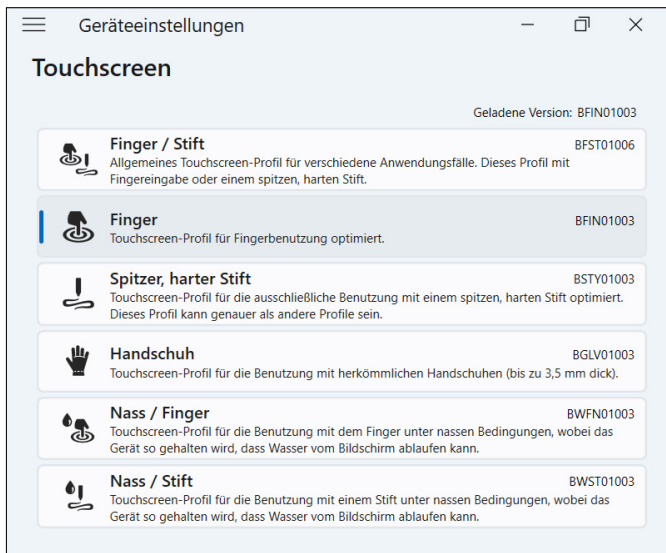 Geräteeinstellungen
Touchscreen
Geladene Version: BFIN01003
Finger / Stift BFST01006
Allgemeines Touchscreen-Profil für verschiedene Anwendungsfälle. Dieses Profil mit
Fingereingabe oder einem spitzen, harten Stift.
Finger BFIN01003
Touchscreen-Profil für Fingerbenutzung optimiert.
Spitzer, harter Stift BSTY01003
Touchscreen-Profil für die ausschließliche Benutzung mit einem spitzen, harten Stift optimiert.
Dieses Profil kann genauer als andere Profile sein.
Handschuh BGLV01003
Touchscreen-Profil für die Benutzung mit herkömmlichen Handschuhen (bis zu 3,5 mm dick).
Nass / Finger BWFN01003
Touchscreen-Profil für die Benutzung mit dem Finger unter nassen Bedingungen, wobei das
Gerät so gehalten wird, dass Wasser vom Bildschirm ablaufen kann.
Nass / Stift BWST01003
Touchscreen-Profil für die Benutzung mit einem Stift unter nassen Bedingungen, wobei das
Gerät so gehalten wird, dass Wasser vom Bildschirm ablaufen kann.